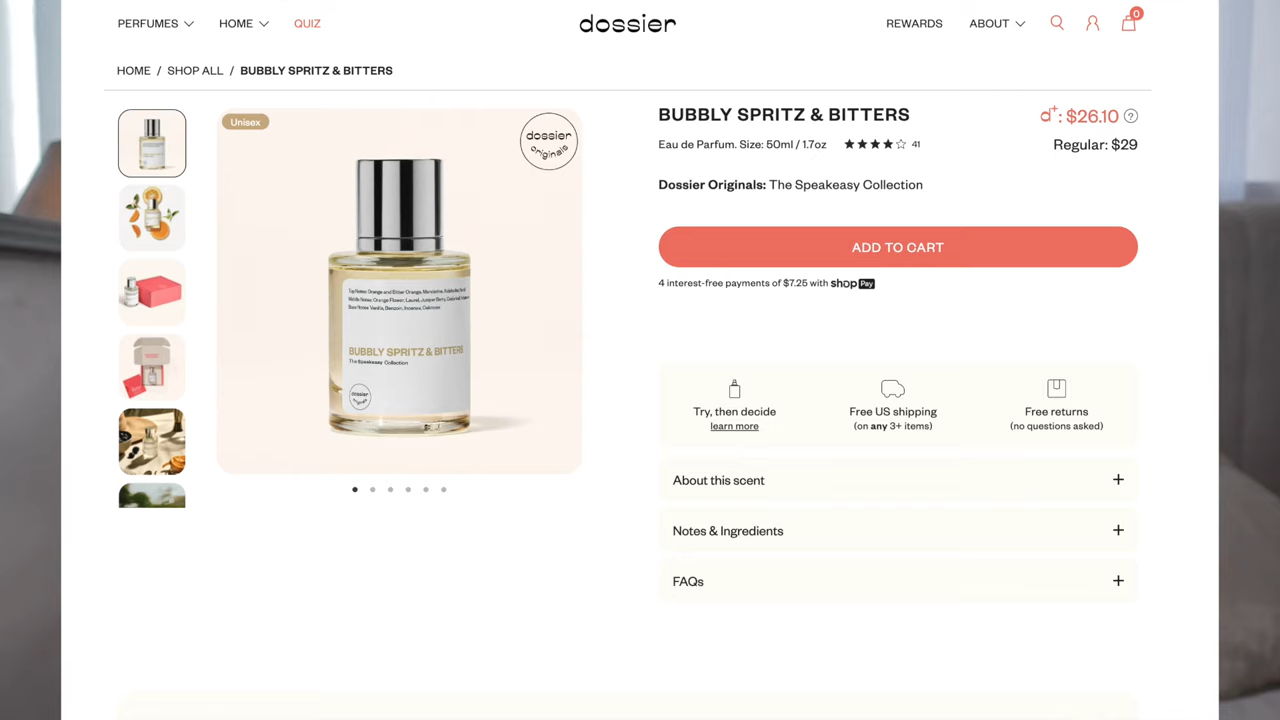 PERFUMES HOME QUIZ dossier REWARDS ABOUT 0
HOME / SHOP ALL / BUBBLY SPRITZ & BITTERS
Unisex
dossier
originals
BUBBLY SPRITZ & BITTERS
The Speakeasy Collection
dossier
originals
BUBBLY SPRITZ & BITTERS
d+: $26.10 ?
Eau de Parfum. Size: 50ml / 1.7oz 41
Regular: $29
Dossier Originals: The Speakeasy Collection
ADD TO CART
4 interest-free payments of $7.25 with shop Pay
Try, then decide
learn more
Free US shipping
(on any 3+ items)
Free returns
(no questions asked)
About this scent
Notes & Ingredients
FAQs